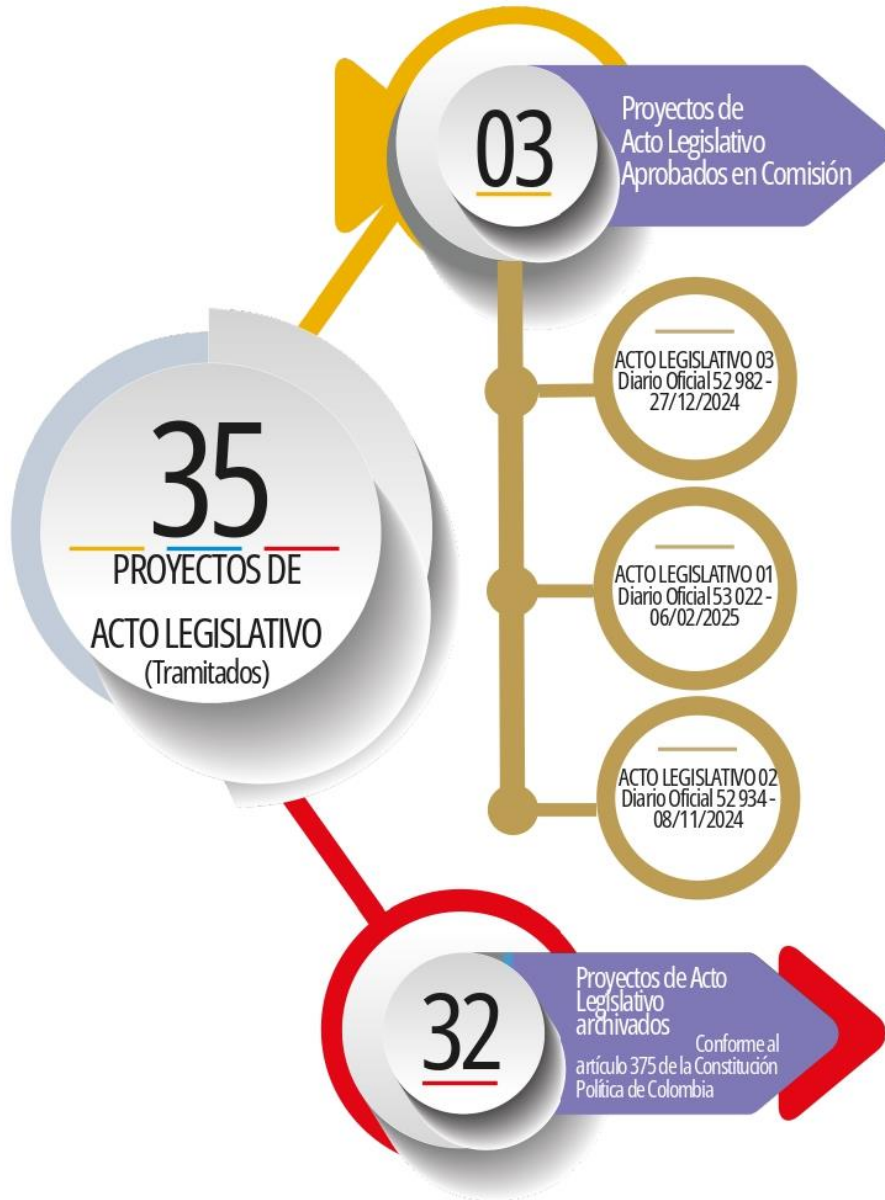 03
Proyectos de
Acto Legislativo
Aprobados en Comisión
ACTO LEGISLATIVO 03
Diario Oficial 52 982 -
27/12/2024
35
PROYECTOS DE
ACTO LEGISLATIVO
(Tramitados)
ACTO LEGISLATIVO 01
Diario Oficial 53 022 -
06/02/2025
ACTO LEGISLATIVO 02
Diario Oficial 52 934 -
08/11/2024
32
Proyectos de Acto
Legislativo
archivados
Conforme al
artículo 375 de la Constitución
Política de Colombia